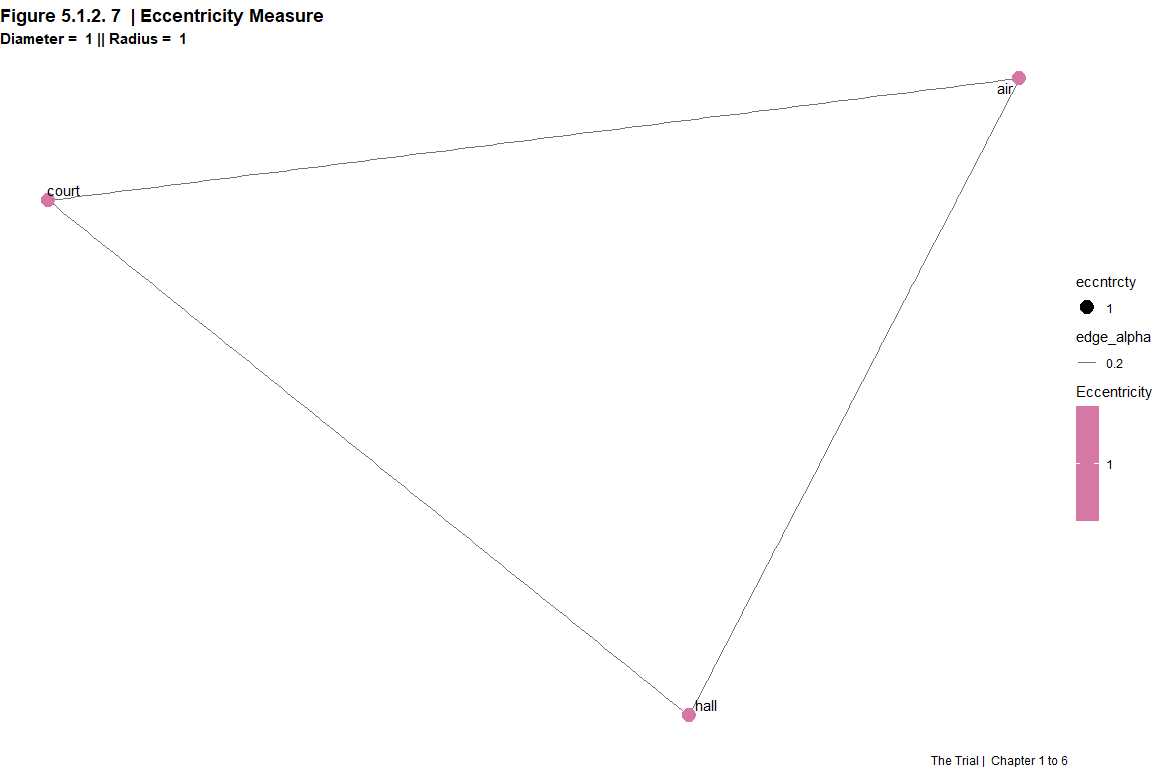 Figure 5.1.2. 7 | Eccentricity Measure
Diameter = 1 || Radius = 1
air
court
eccntrcty
1
edge_alpha
0.2
Eccentricity
1
hall
The Trial | Chapter 1 to 6